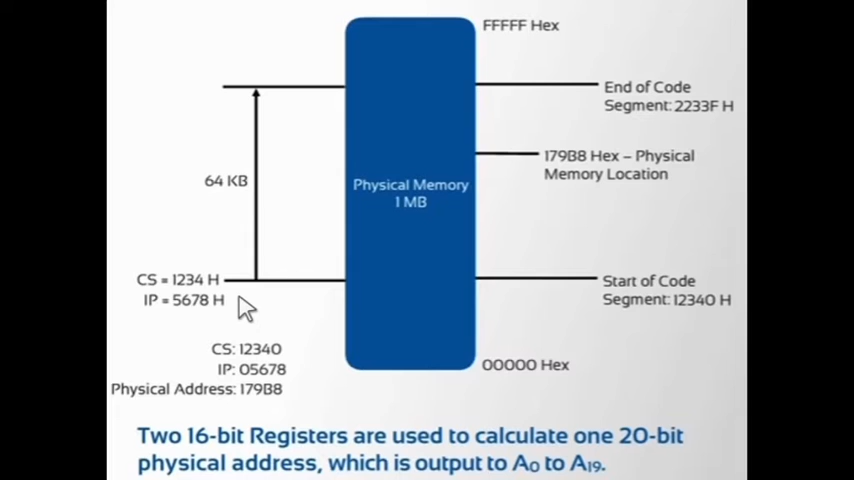 FFFFF Hex
End of Code
Segment: 2233F H
179B8 Hex – Physical
Memory Location
64 KB
Physical Memory
1 MB
CS = 1234 H
IP = 5678 H
Start of Code
Segment: 12340 H
CS: 12340
IP: 05678
Physical Address: 179B8
00000 Hex
Two 16-bit Registers are used to calculate one 20-bit
physical address, which is output to A₀ to A₁₉.